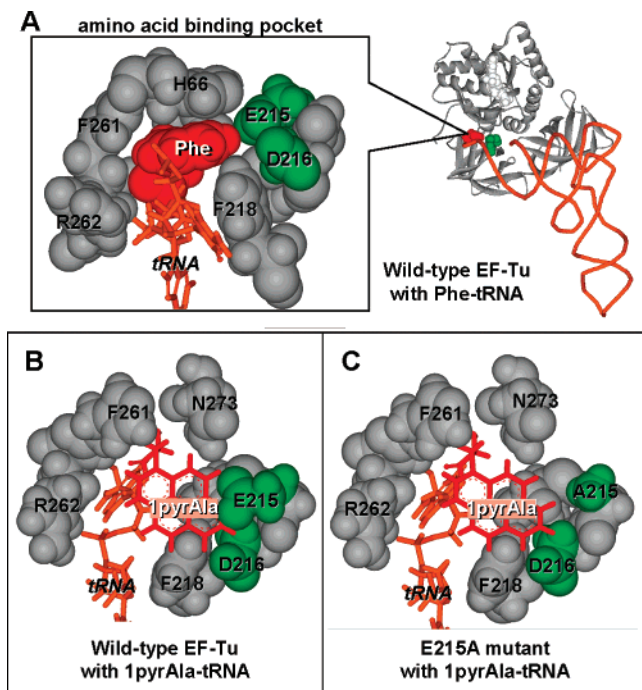 A
amino acid binding pocket
H66
F261
E215
Phe
D216
R262
F218
tRNA
Wild-type EF-Tu
with Phe-tRNA
B
F261
N273
R262
1pyrAla
E215
D216
F218
tRNA
Wild-type EF-Tu
with 1pyrAla-tRNA
C
F261
N273
A215
R262
1pyrAla
D216
F218
tRNA
E215A mutant
with 1pyrAla-tRNA